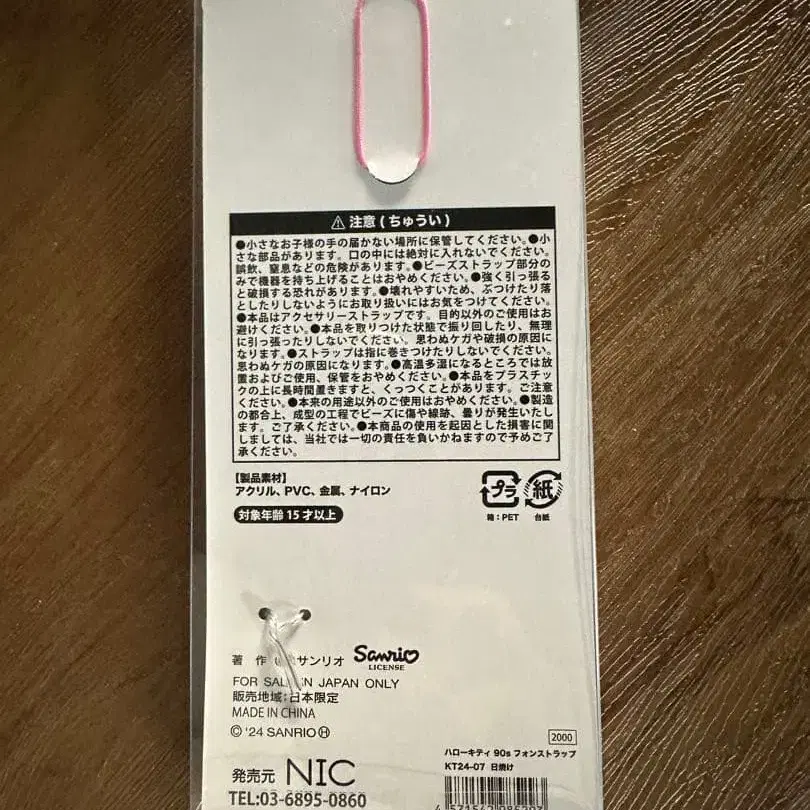 ⚠ 注意(ちゅうい)
●小さなお子様の手の届かない場所に保管してください。●小
さな部品があります。口の中には絶対に入れないでください。
誤飲、窒息などの危険があります。●ビーズストラップ部分の
みで機器を持ち上げることはおやめください。●強く引っ張る
と破損する恐れがあります。●壊れやすいため、ぶつけたり落
としたりしないようにお取り扱いにはお気をつけてください。
●本品はアクセサリーストラップです。目的以外のご使用はお
避けください。●本品を取りつけた状態で振り回したり、無理
に引っ張ったりしないでください。思わぬケガや破損の原因に
なります。●ストラップは指に巻きつけたりしないでください。
思わぬケガの原因になります。●高温多湿になるところでは放
置およびご使用、保管をおやめください。●本品をプラスチッ
クの上に長時間置きますと、くっつくことがあります。ご注意
ください。●本来の用途以外のご使用はおやめください。●製造
の都合上、成型の工程でビーズに傷や線跡、曇りが発生いたし
ます。ご了承ください。●本商品の使用を起因とした損害に関
しましては、当社では一切の責任を負いかねますので予めご了
承ください。
【製品素材】
アクリル、PVC、金属、ナイロン
対象年齢15才以上
プラ 紙
箱:PET 台紙
著 作 サンリオ Sanrio
LICENSE
FOR SALE IN JAPAN ONLY
販売地域:日本限定
MADE IN CHINA
©'24 SANRIO Ⓗ
2000
ハローキティ 90s フォンストラップ
KT24-07 日焼け
発売元 NIC
TEL:03-6895-0860